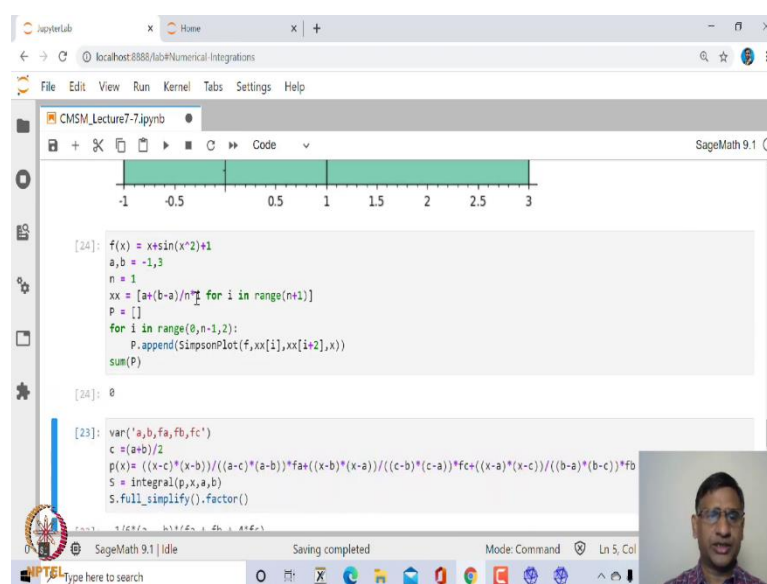 JupyterLab
Home
localhost:8888/lab#Numerical-Integrations
File Edit View Run Kernel Tabs Settings Help
CMSM_Lecture7-7.ipynb
Code
SageMath 9.1
-1 -0.5 0.5 1 1.5 2 2.5 3
[24]: f(x) = x+sin(x^2)+1
a,b = -1,3
n = 1
xx = [a+(b-a)/n*i for i in range(n+1)]
P = []
for i in range(0,n-1,2):
P.append(SimpsonPlot(f,xx[i],xx[i+2],x))
sum(P)
[24]: 0
[23]: var('a,b,fa,fb,fc')
c =(a+b)/2
p(x)= ((x-c)*(x-b))/((a-c)*(a-b))*fa+((x-b)*(x-a))/((c-b)*(c-a))*fc+((x-a)*(x-c))/((b-a)*(b-c))*fb
S = integral(p,x,a,b)
S.full_simplify().factor()
SageMath 9.1 | Idle
Saving completed
Mode: Command
Ln 5, Col
NPTEL
Type here to search